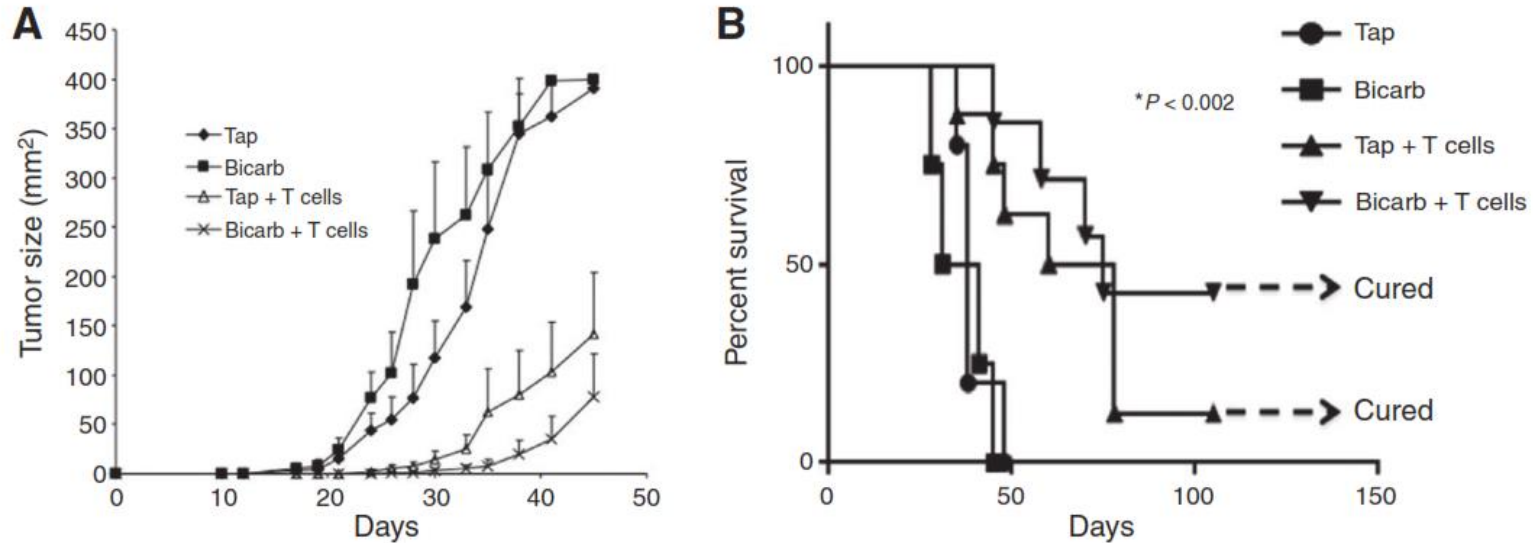 A
Tumor size (mm²)
450
400
350
300
250
200
150
100
50
0
Tap
Bicarb
Tap + T cells
Bicarb + T cells
0 10 20 30 40 50
Days
B
Percent survival
100
50
0
*P < 0.002
Tap
Bicarb
Tap + T cells
Bicarb + T cells
Cured
Cured
0 50 100 150
Days